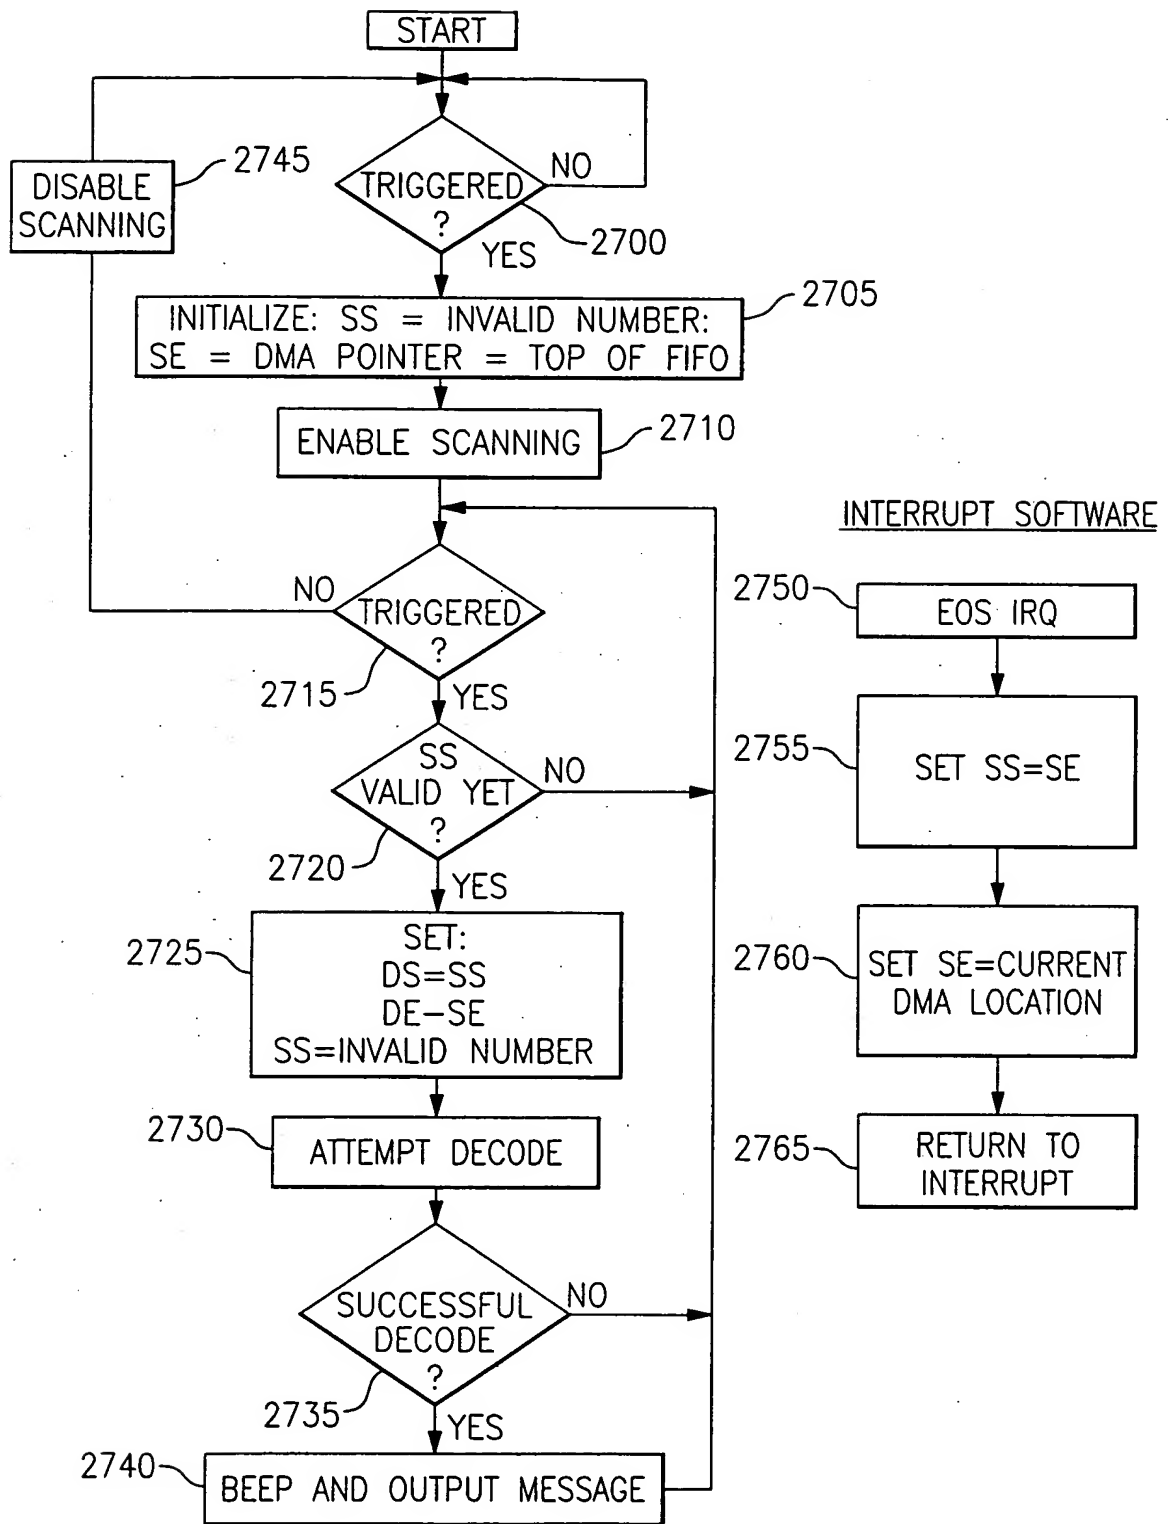 START
2745
DISABLE
SCANNING
NO
TRIGGERED
?
2700
YES
2705
INITIALIZE: SS = INVALID NUMBER:
SE = DMA POINTER = TOP OF FIFO
2710
ENABLE SCANNING
NO
TRIGGERED
?
2715
YES
SS
VALID YET
?
NO
2720
YES
2725
SET:
DS=SS
DE-SE
SS=INVALID NUMBER
2730
ATTEMPT DECODE
SUCCESSFUL
DECODE
?
NO
2735
YES
2740
BEEP AND OUTPUT MESSAGE
INTERRUPT SOFTWARE
2750
EOS IRQ
2755
SET SS=SE
2760
SET SE=CURRENT
DMA LOCATION
2765
RETURN TO
INTERRUPT